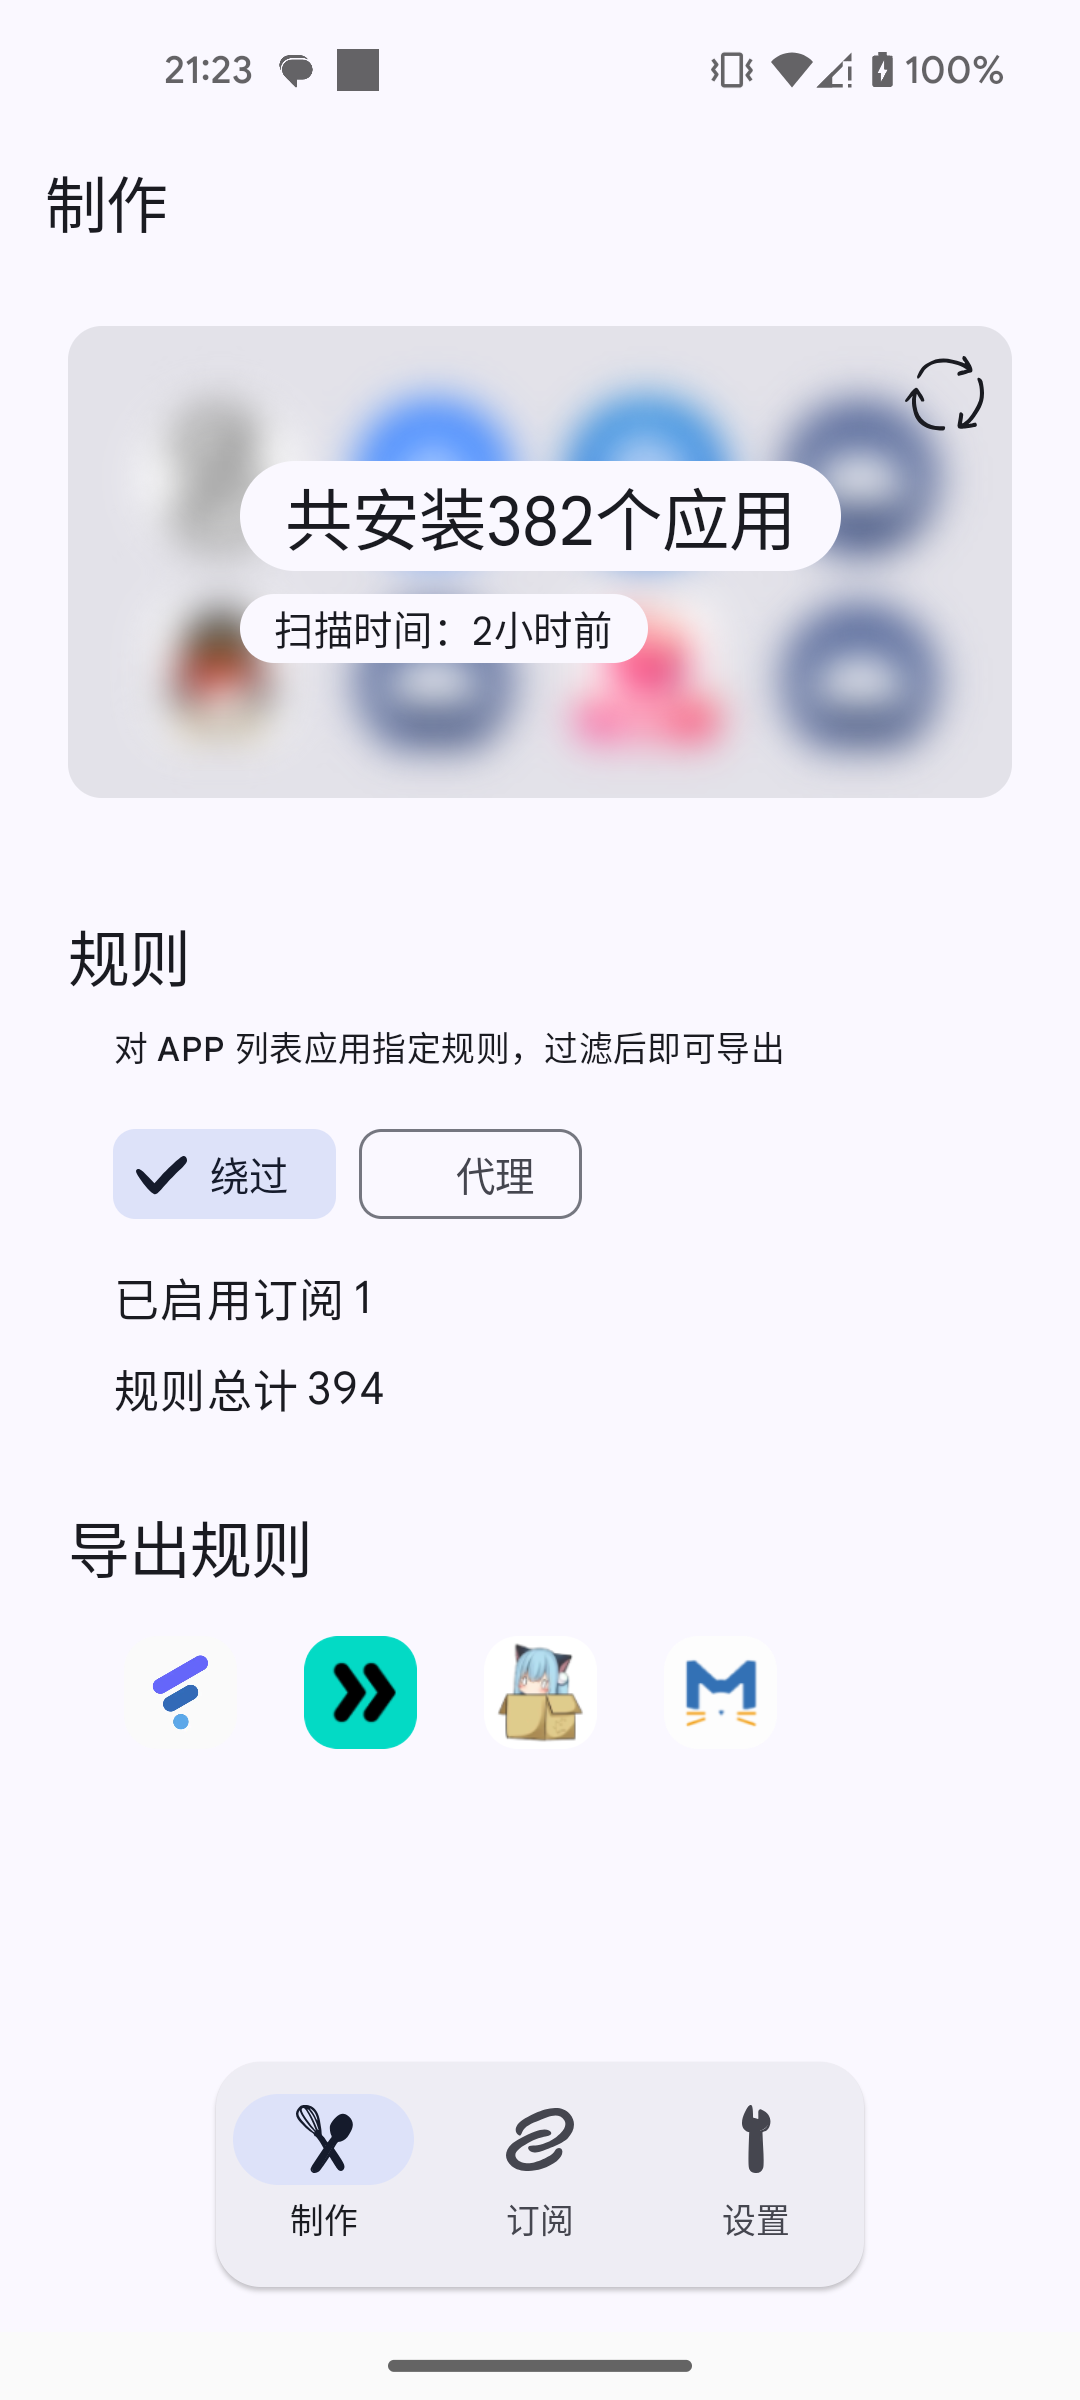 21:23
100%
制作
共安装382个应用
扫描时间：2小时前
规则
对 APP 列表应用指定规则，过滤后即可导出
绕过
代理
已启用订阅 1
规则总计 394
导出规则
制作
订阅
设置